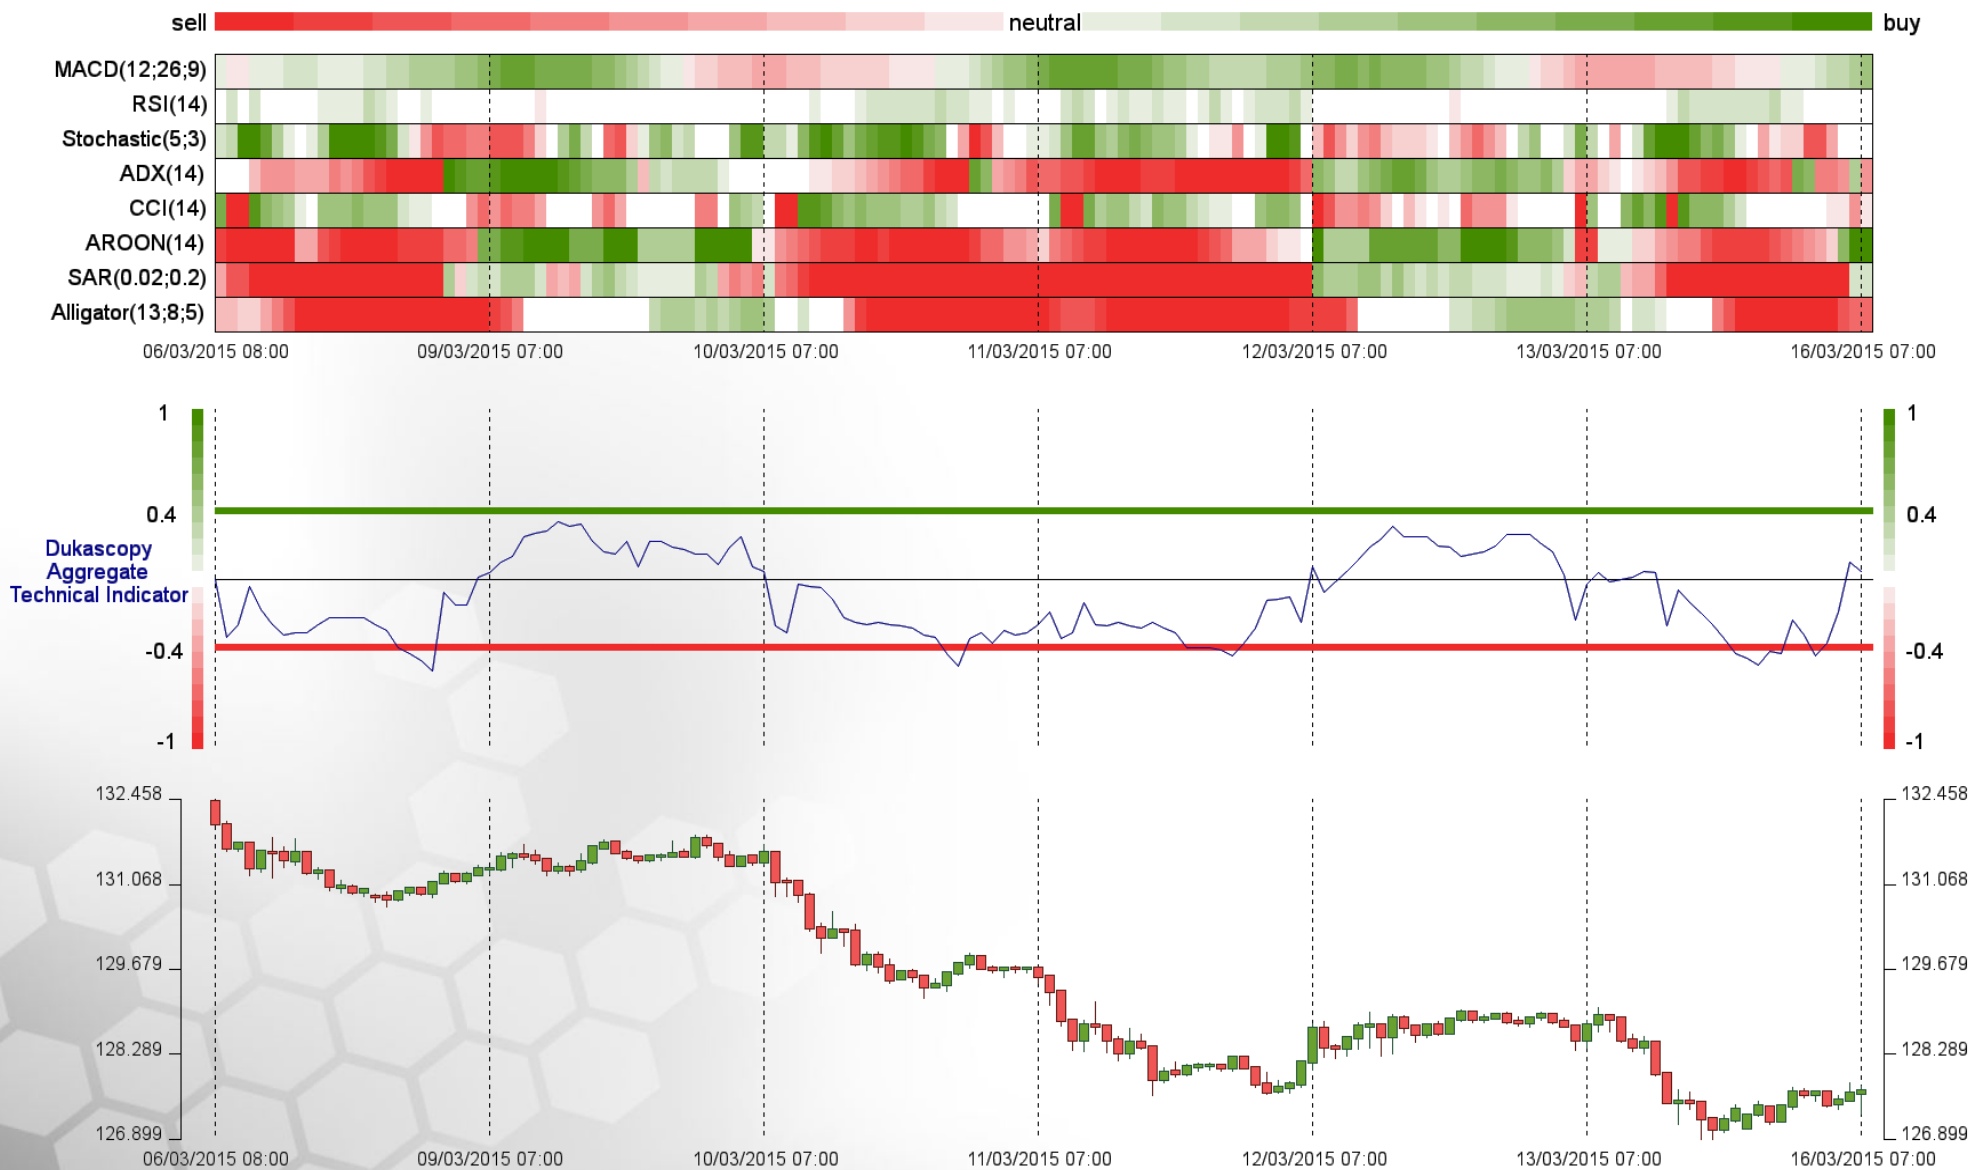 sell neutral buy
MACD(12;26;9)
RSI(14)
Stochastic(5;3)
ADX(14)
CCI(14)
AROON(14)
SAR(0.02;0.2)
Alligator(13;8;5)
06/03/2015 08:00 09/03/2015 07:00 10/03/2015 07:00 11/03/2015 07:00 12/03/2015 07:00 13/03/2015 07:00 16/03/2015 07:00
1 1
0.4 0.4
Dukascopy
Aggregate
Technical Indicator
-0.4 -0.4
-1 -1
132.458 132.458
131.068 131.068
129.679 129.679
128.289 128.289
126.899 126.899
06/03/2015 08:00 09/03/2015 07:00 10/03/2015 07:00 11/03/2015 07:00 12/03/2015 07:00 13/03/2015 07:00 16/03/2015 07:00